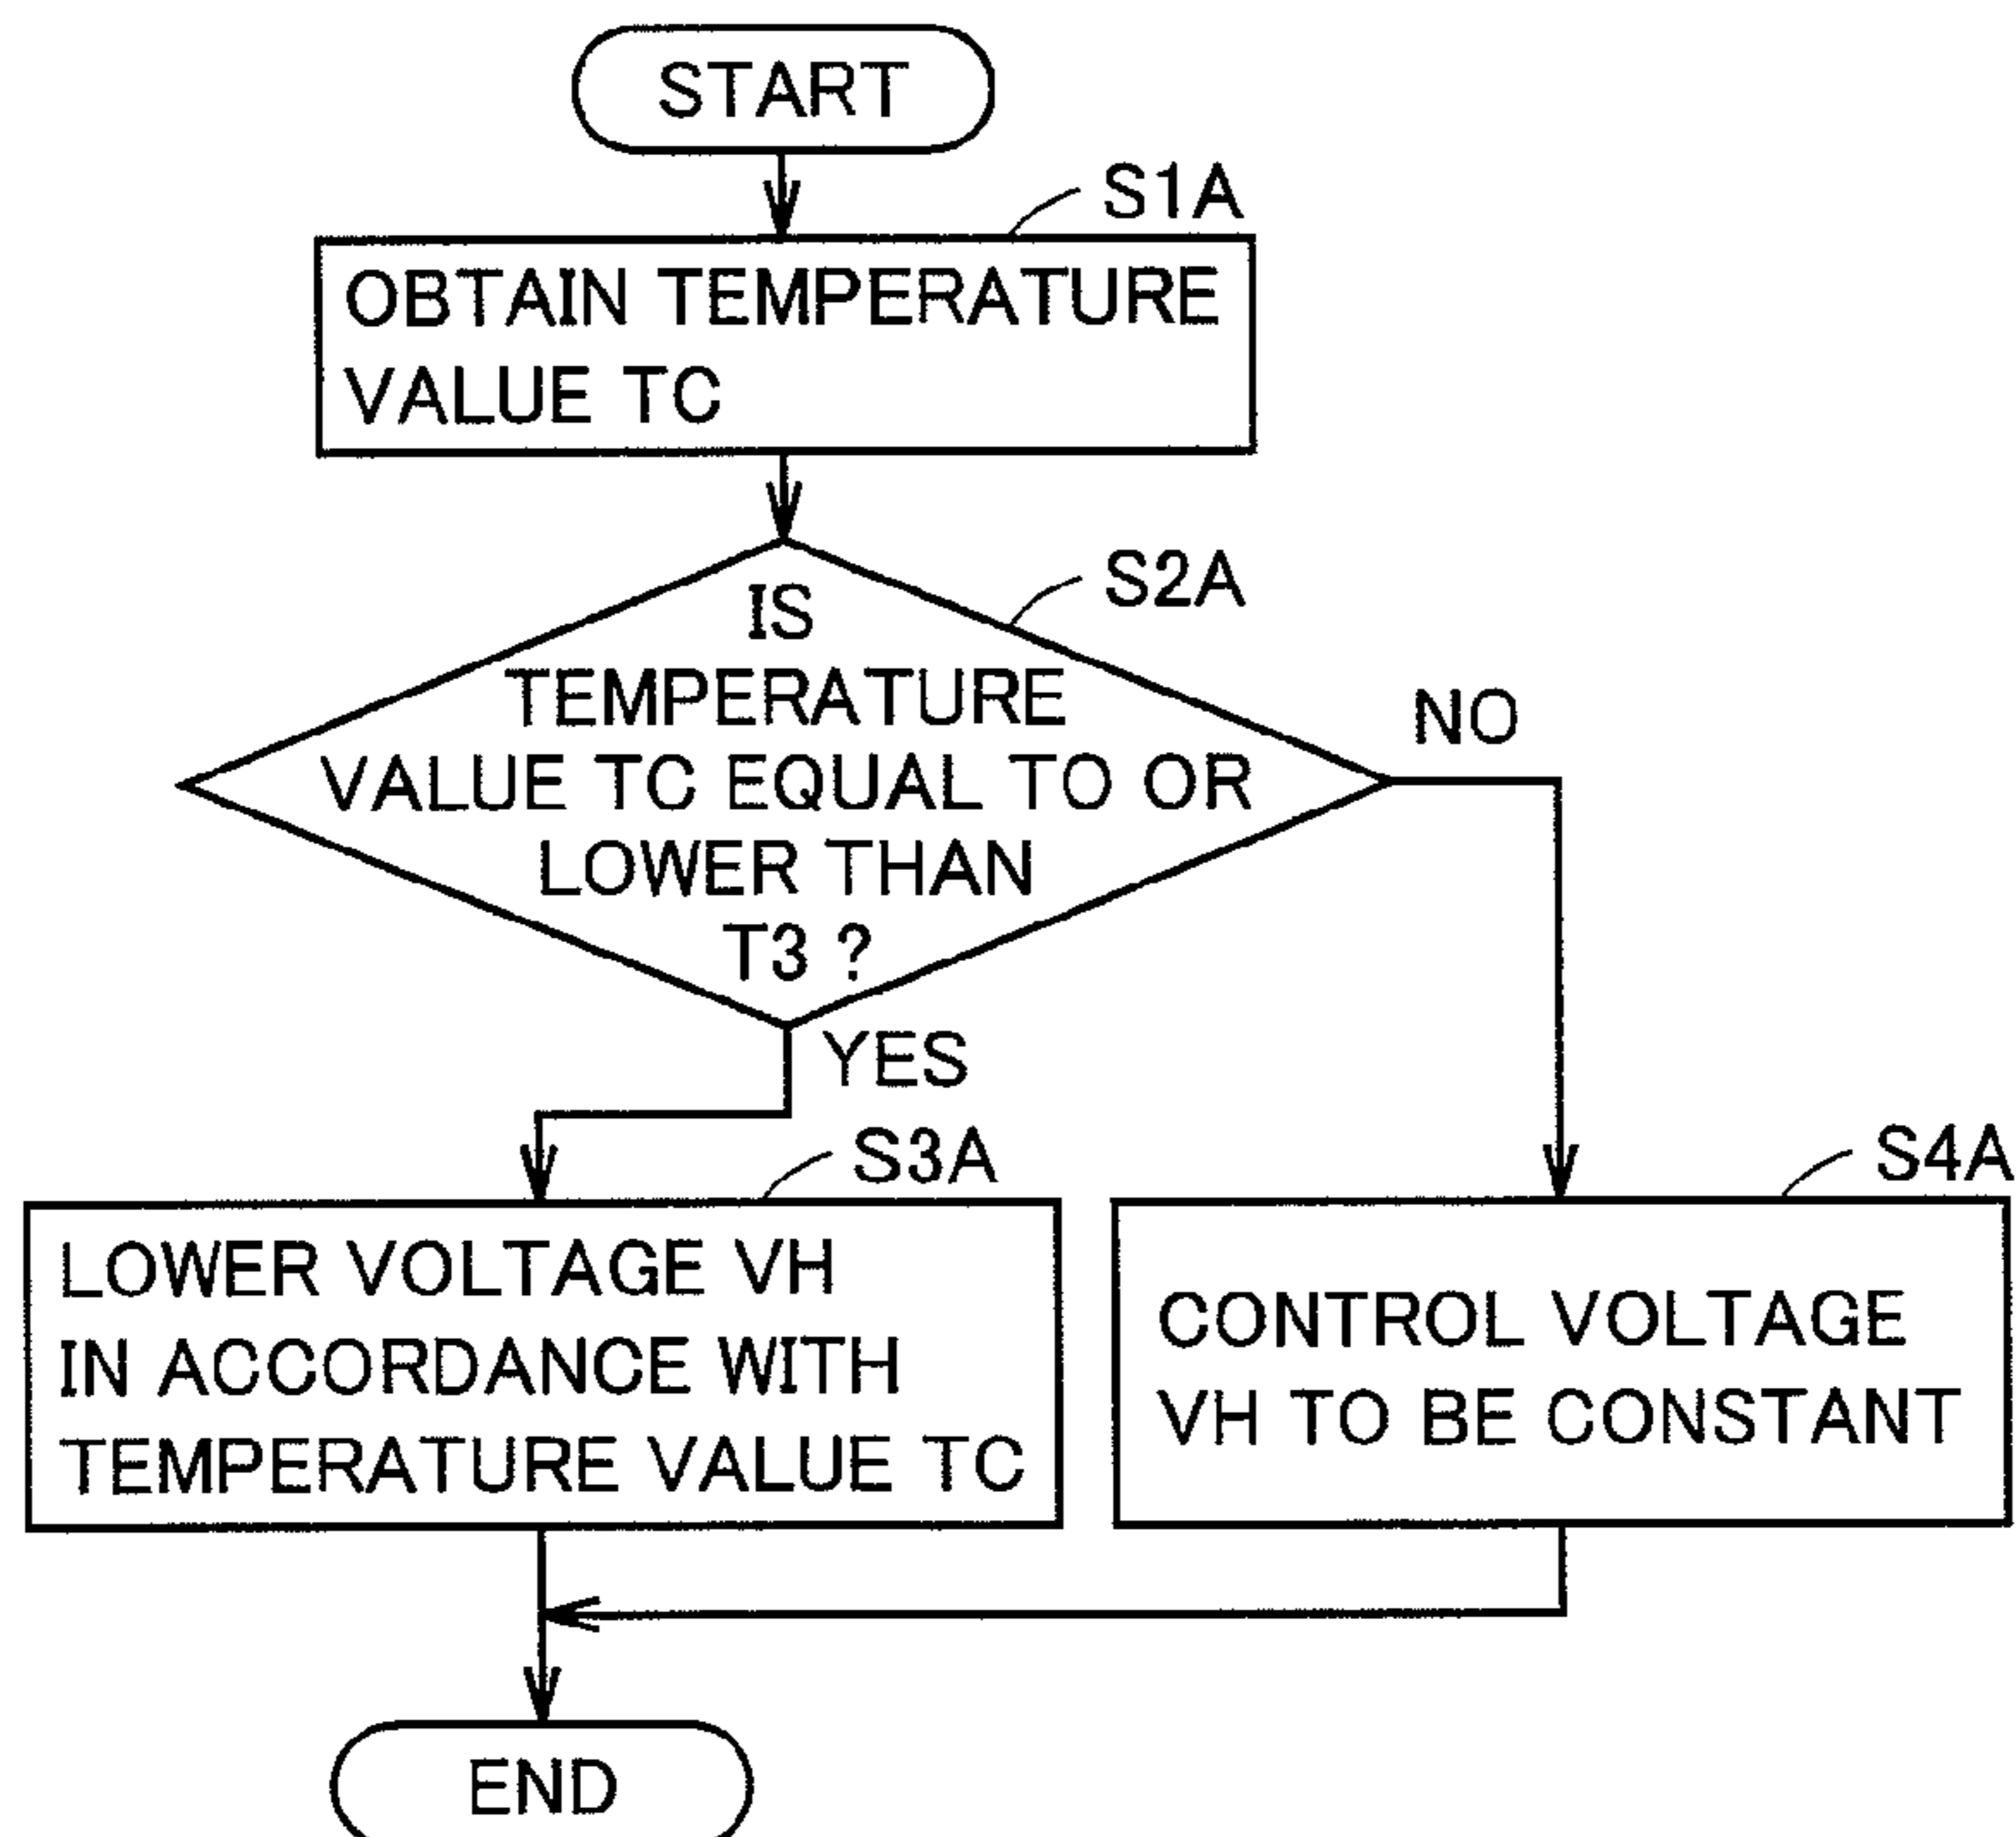 START
S1A
OBTAIN TEMPERATURE
VALUE TC
S2A
IS
TEMPERATURE
VALUE TC EQUAL TO OR
LOWER THAN
T3 ?
NO
YES
S3A
LOWER VOLTAGE VH
IN ACCORDANCE WITH
TEMPERATURE VALUE TC
S4A
CONTROL VOLTAGE
VH TO BE CONSTANT
END